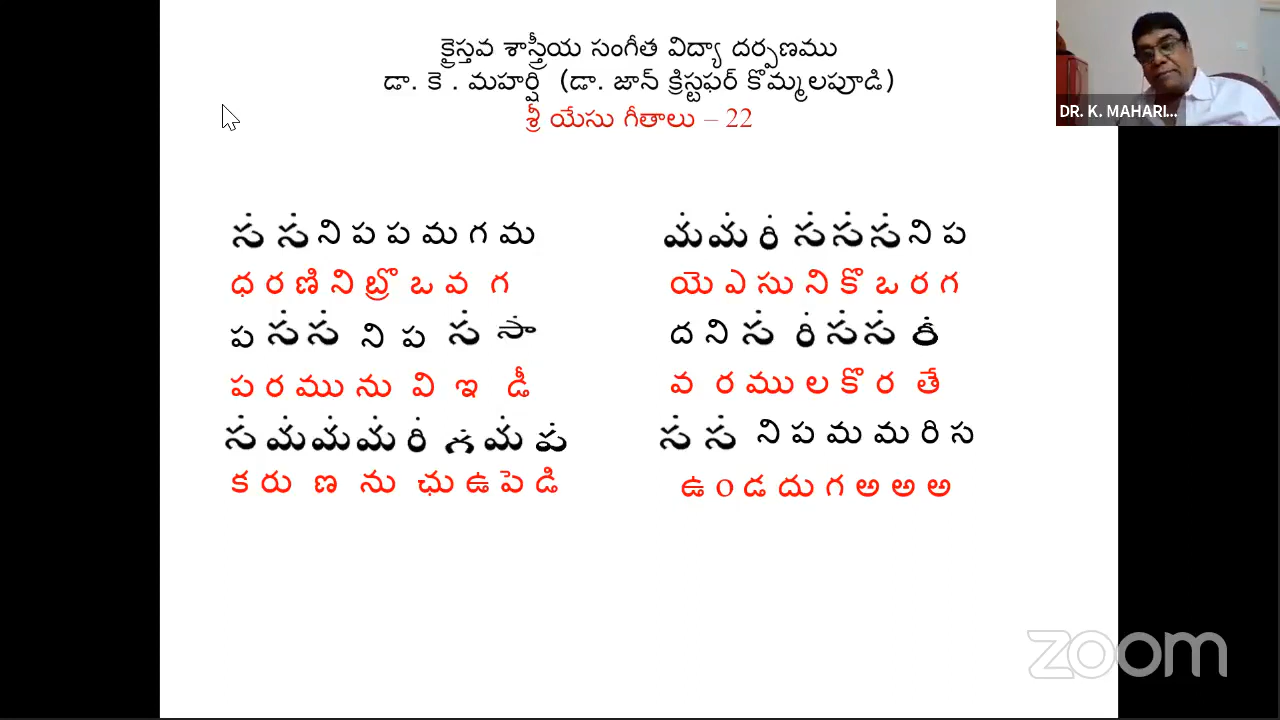 క్రైస్తవ శాస్త్రీయ సంగీత విద్యా దర్పణము
డా. కె . మహర్షి (డా. జాన్ క్రిస్టఫర్ కొమ్మలపూడి)
శ్రీ యేసు గీతాలు – 22
DR. K. MAHARI...
స̇ స̇ ని ప ప మ గ మ
ధ ర ణి ని బ్రొ ఒ వ గ
ప స̇ స̇ ని ప స̇ సా̇
ప ర ము ను వి ఇ డీ
స̇ మ̇ మ̇ మ̇ రి̇ గ̇ మ̇ ప̇
క రు ణ ను ఛు ఉ పె డి
మ̇ మ̇ రి̇ స̇ స̇ స̇ ని ప
యె ఎ సు ని కొ ఒ ర గ
ద ని స̇ రి̇ స̇ స̇ రీ̇
వ ర ము ల కొ ర తే
స̇ స̇ ని ప మ మ రి స
ఉ ం డ దు గ అ అ అ
zoom